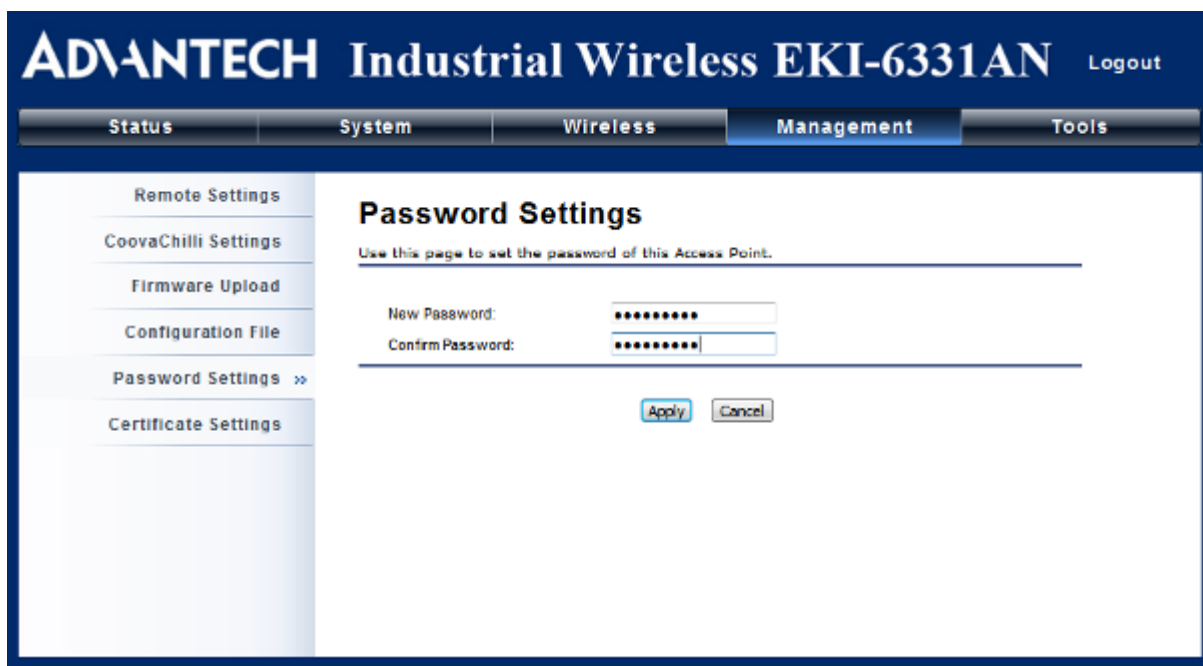 ADVANTECH Industrial Wireless EKI-6331AN Logout
Status System Wireless Management Tools
Remote Settings
CoovaChilli Settings
Firmware Upload
Configuration File
Password Settings »
Certificate Settings
Password Settings
Use this page to set the password of this Access Point.
New Password: •••••••••
Confirm Password: •••••••••
Apply Cancel